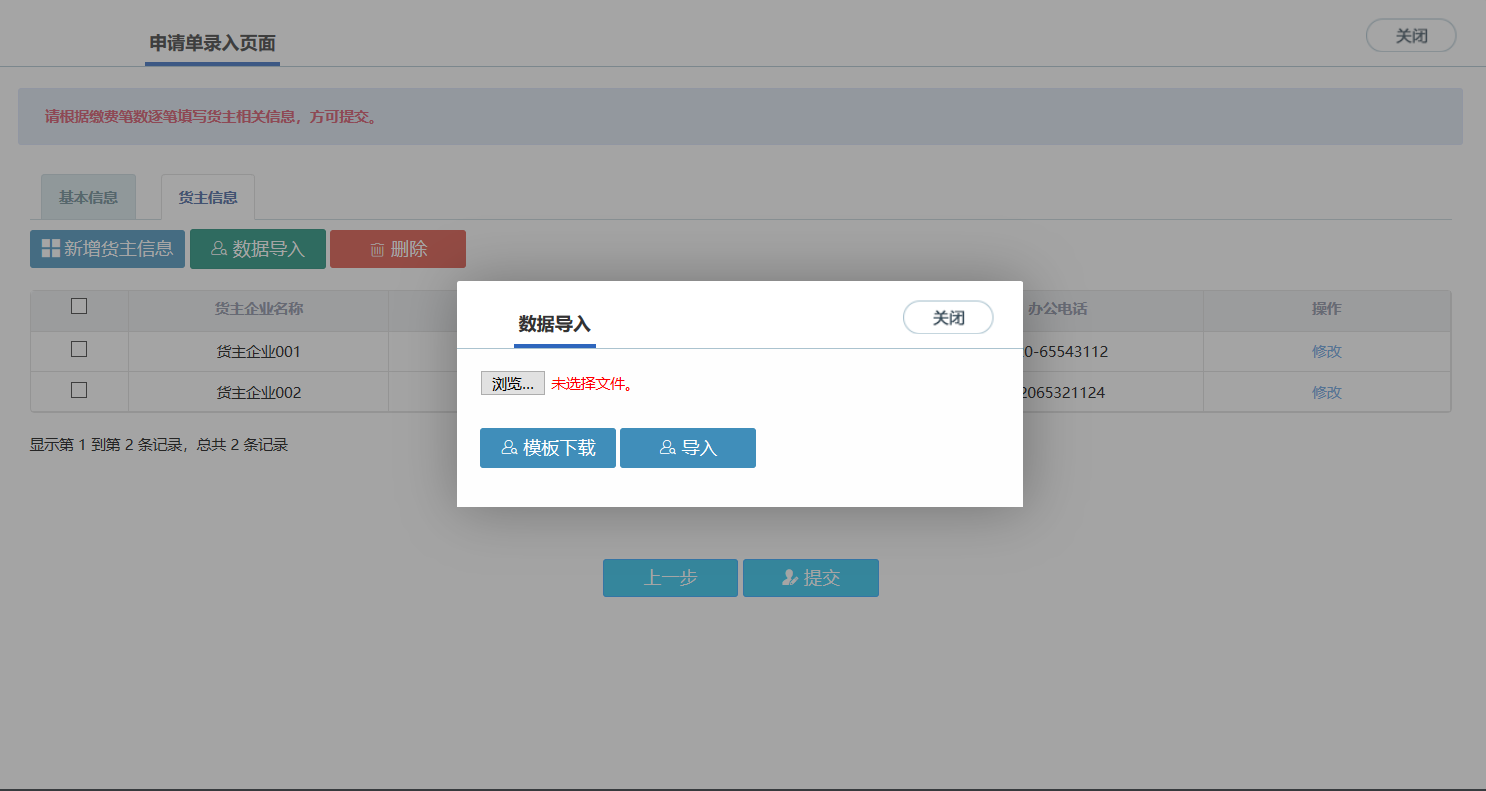 申请单录入页面
关闭
请根据缴费笔数逐笔填写货主相关信息，方可提交。
基本信息 货主信息
新增货主信息 数据导入 删除
货主企业名称 办公电话 操作
货主企业001 0-65543112 修改
货主企业002 2065321124 修改
显示第 1 到第 2 条记录，总共 2 条记录
数据导入
关闭
浏览... 未选择文件。
模板下载 导入
上一步 提交